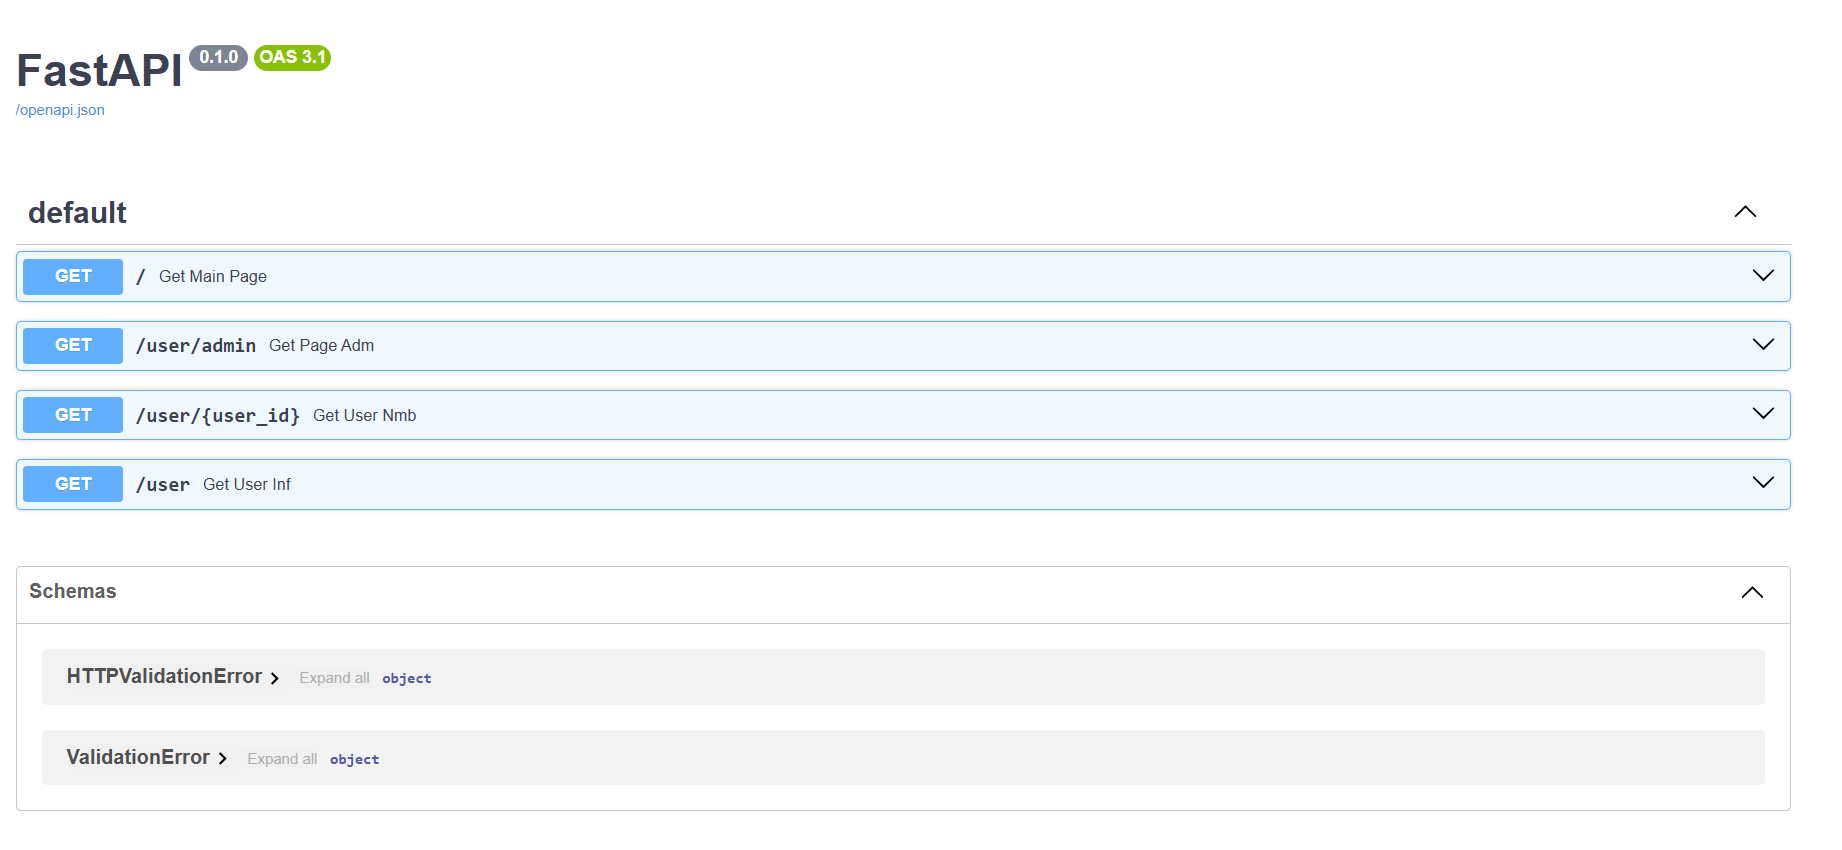 FastAPI 0.1.0 OAS 3.1
/openapi.json
default
GET / Get Main Page
GET /user/admin Get Page Adm
GET /user/{user_id} Get User Nmb
GET /user Get User Inf
Schemas
HTTPValidationError Expand all object
ValidationError Expand all object